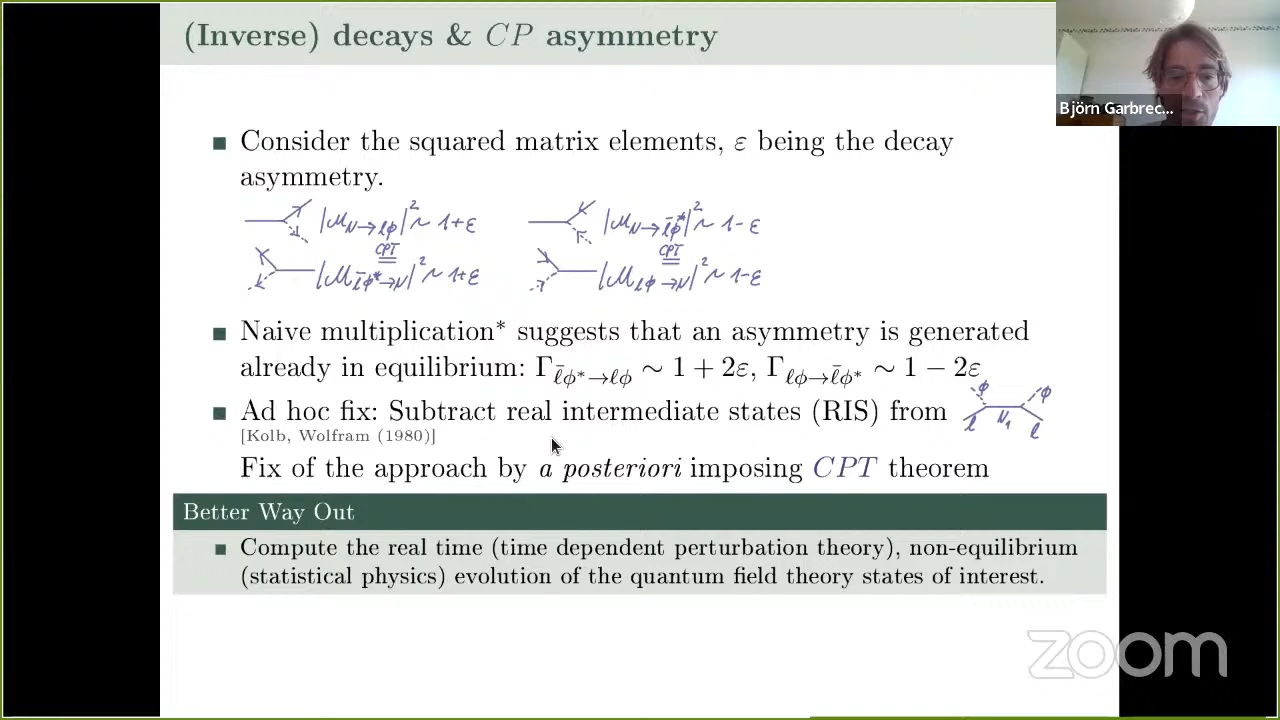 (Inverse) decays & CP asymmetry
Björn Garbrec...
■ Consider the squared matrix elements, ε being the decay
asymmetry.
|M_{N→ℓϕ}|² ~ 1+ε |M_{N→ℓ̄ϕ*}|² ~ 1-ε
CPT CPT
= |M_{ℓ̄ϕ*→N}|² ~ 1+ε = |M_{ℓϕ→N}|² ~ 1-ε
■ Naive multiplication* suggests that an asymmetry is generated
already in equilibrium: Γ_{ℓ̄ϕ*→ℓϕ} ∼ 1 + 2ε, Γ_{ℓϕ→ℓ̄ϕ*} ∼ 1 − 2ε
■ Ad hoc fix: Subtract real intermediate states (RIS) from
ϕ ϕ
ℓ N₁ ℓ
[Kolb, Wolfram (1980)]
Fix of the approach by a posteriori imposing CPT theorem
Better Way Out
■ Compute the real time (time dependent perturbation theory), non-equilibrium
(statistical physics) evolution of the quantum field theory states of interest.
zoom